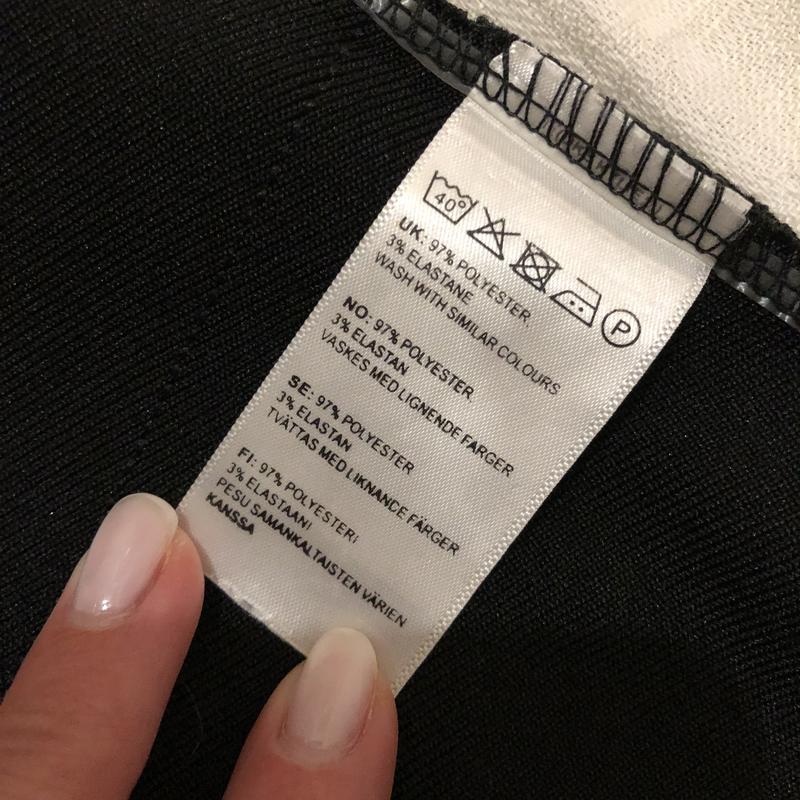 40°
P
UK: 97% POLYESTER
3% ELASTANE
WASH WITH SIMILAR COLOURS
NO: 97% POLYESTER
3% ELASTAN
VASKES MED LIGNENDE FARGER
SE: 97% POLYESTER
3% ELASTAN
TVÄTTAS MED LIKNANDE FÄRGER
FI: 97% POLYESTERI
3% ELASTAANI
PESU SAMANKALTAISTEN VÄRIEN
KANSSA